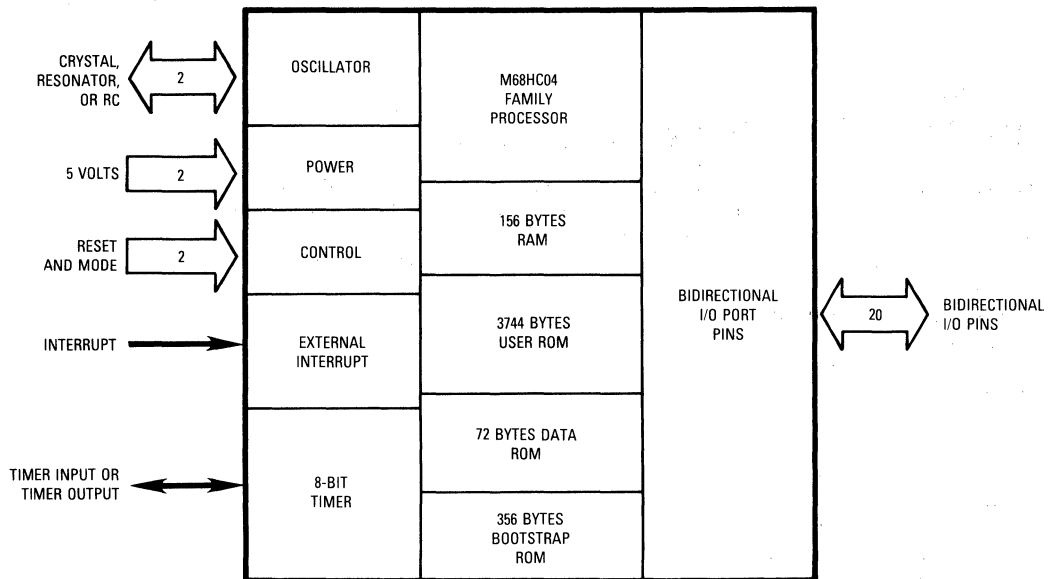 CRYSTAL,
RESONATOR,
OR RC
2
OSCILLATOR
5 VOLTS
2
POWER
RESET
AND MODE
2
CONTROL
INTERRUPT
EXTERNAL
INTERRUPT
TIMER INPUT OR
TIMER OUTPUT
8-BIT
TIMER
M68HC04
FAMILY
PROCESSOR
156 BYTES
RAM
3744 BYTES
USER ROM
72 BYTES DATA
ROM
356 BYTES
BOOTSTRAP
ROM
BIDIRECTIONAL
I/O PORT
PINS
20
BIDIRECTIONAL
I/O PINS